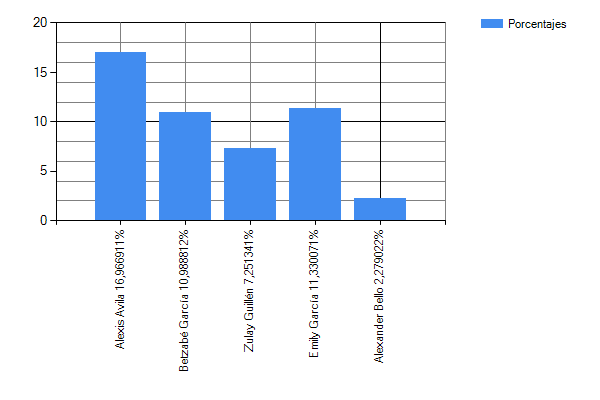 20
15
10
5
0
Porcentajes
Alexis Avila 16,966911%
Betzabé García 10,988812%
Zulay Guillén 7,251341%
Emily García 11,330071%
Alexander Bello 2,279022%